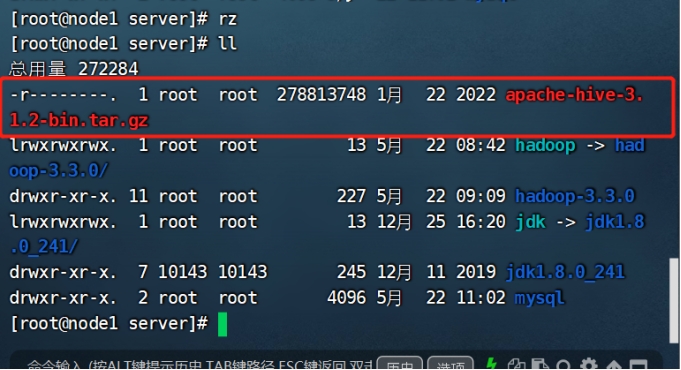 [root@node1 server]# rz
[root@node1 server]# ll
总用量 272284
-r--------. 1 root root 278813748 1月 22 2022 apache-hive-3.
1.2-bin.tar.gz
lrwxrwxrwx. 1 root root 13 5月 22 08:42 hadoop -> had
oop-3.3.0/
drwxr-xr-x. 11 root root 227 5月 22 09:09 hadoop-3.3.0
lrwxrwxrwx. 1 root root 13 12月 25 16:20 jdk -> jdk1.8
.0_241/
drwxr-xr-x. 7 10143 10143 245 12月 11 2019 jdk1.8.0_241
drwxr-xr-x. 2 root root 4096 5月 22 11:02 mysql
[root@node1 server]#
命令输入 (按ALT键提示历史,TAB键路径,ESC键返回,双击 历史 选项